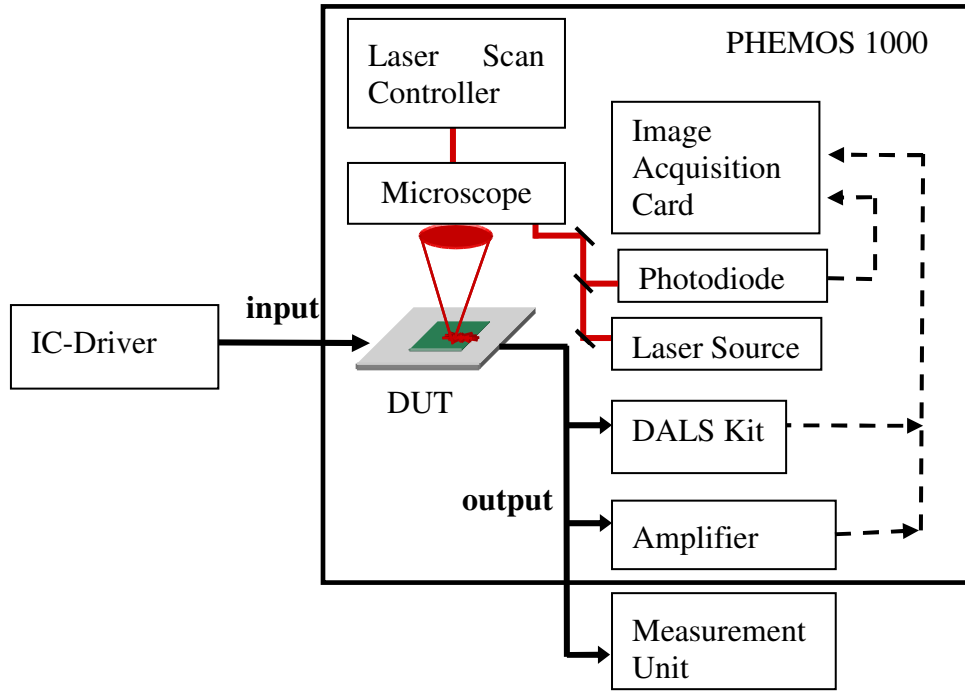 PHEMOS 1000
Laser Scan
Controller
Image
Acquisition
Card
Microscope
Photodiode
input
IC-Driver
Laser Source
DUT
DALS Kit
output
Amplifier
Measurement
Unit